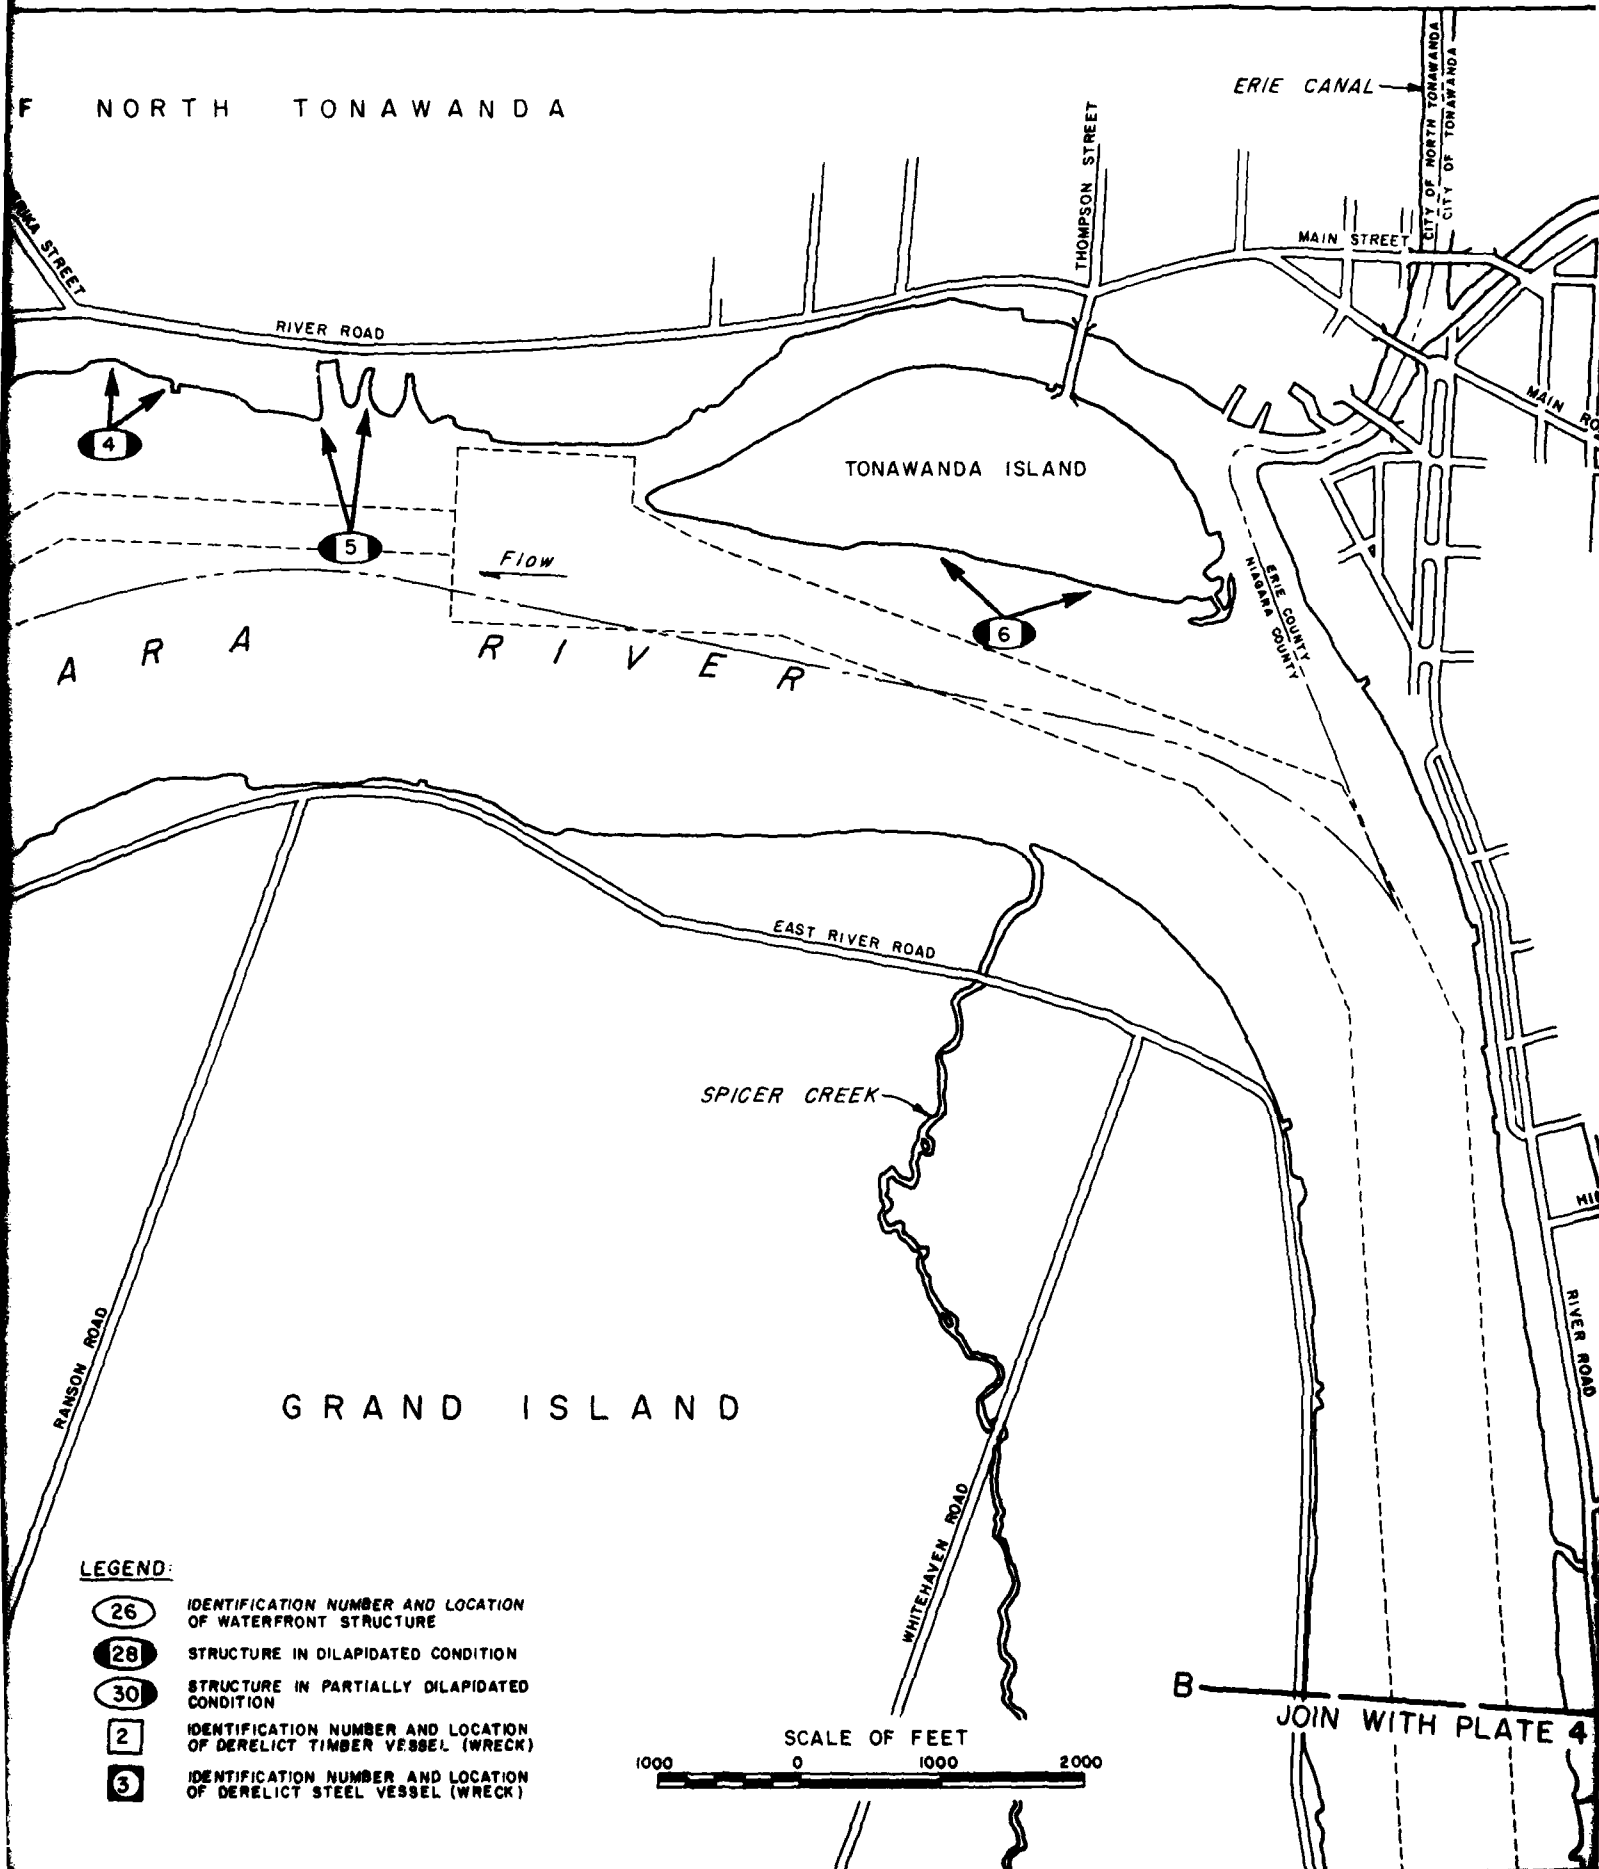 ERIE CANAL
CITY OF NORTH TONAWANDA
CITY OF TONAWANDA
F NORTH TONAWANDA
THOMPSON STREET
STREET
MAIN STREET
RIVER ROAD
MAIN
4
TONAWANDA ISLAND
5
Flow
ERIE COUNTY
NIAGARA COUNTY
6
ARA RIVER
EAST RIVER ROAD
SPICER CREEK
RIVER ROAD
RANSON ROAD
GRAND ISLAND
WHITEHAVEN ROAD
LEGEND:
26 IDENTIFICATION NUMBER AND LOCATION
OF WATERFRONT STRUCTURE
28 STRUCTURE IN DILAPIDATED CONDITION
30 STRUCTURE IN PARTIALLY DILAPIDATED
CONDITION
2 IDENTIFICATION NUMBER AND LOCATION
OF DERELICT TIMBER VESSEL (WRECK)
3 IDENTIFICATION NUMBER AND LOCATION
OF DERELICT STEEL VESSEL (WRECK)
B
JOIN WITH PLATE 4
SCALE OF FEET
1000 0 1000 2000